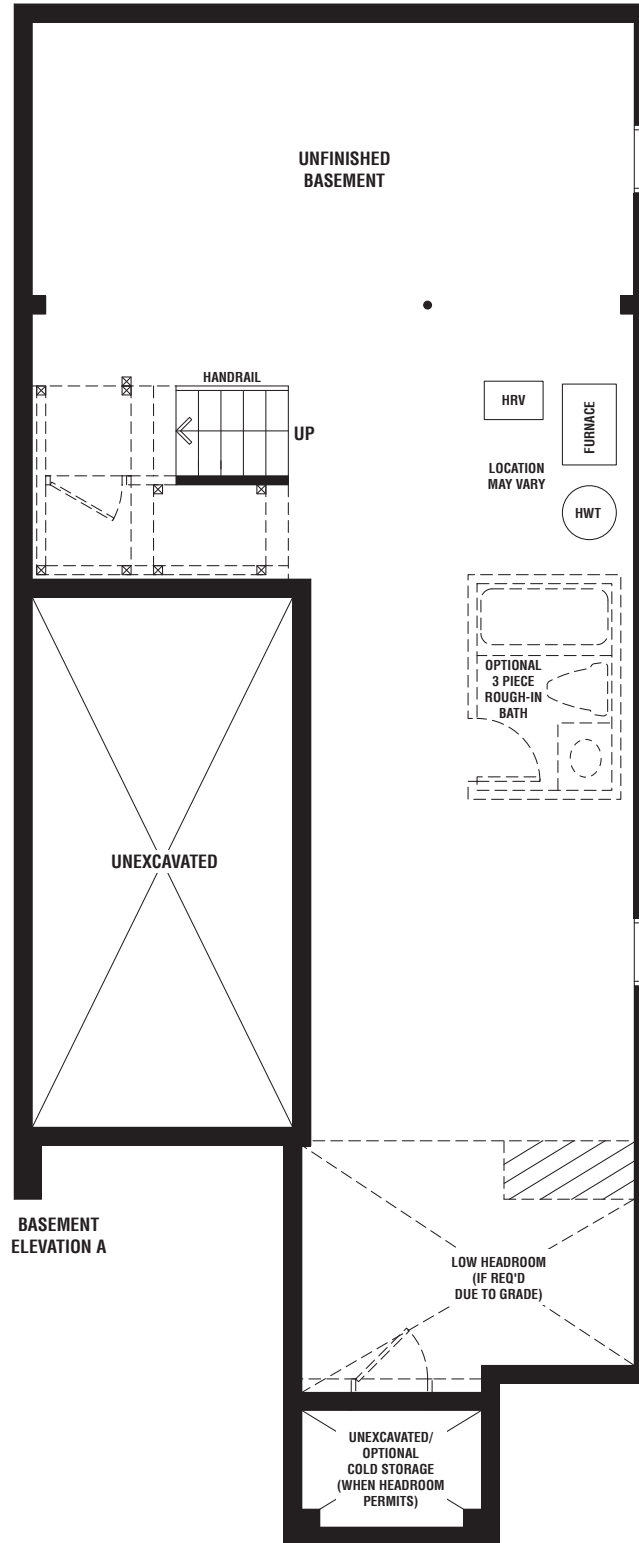 UNFINISHED
BASEMENT
HANDRAIL
UP
HRV
FURNACE
LOCATION
MAY VARY
HWT
OPTIONAL
3 PIECE
ROUGH-IN
BATH
UNEXCAVATED
BASEMENT
ELEVATION A
LOW HEADROOM
(IF REQ'D
DUE TO GRADE)
UNEXCAVATED/
OPTIONAL
COLD STORAGE
(WHEN HEADROOM
PERMITS)